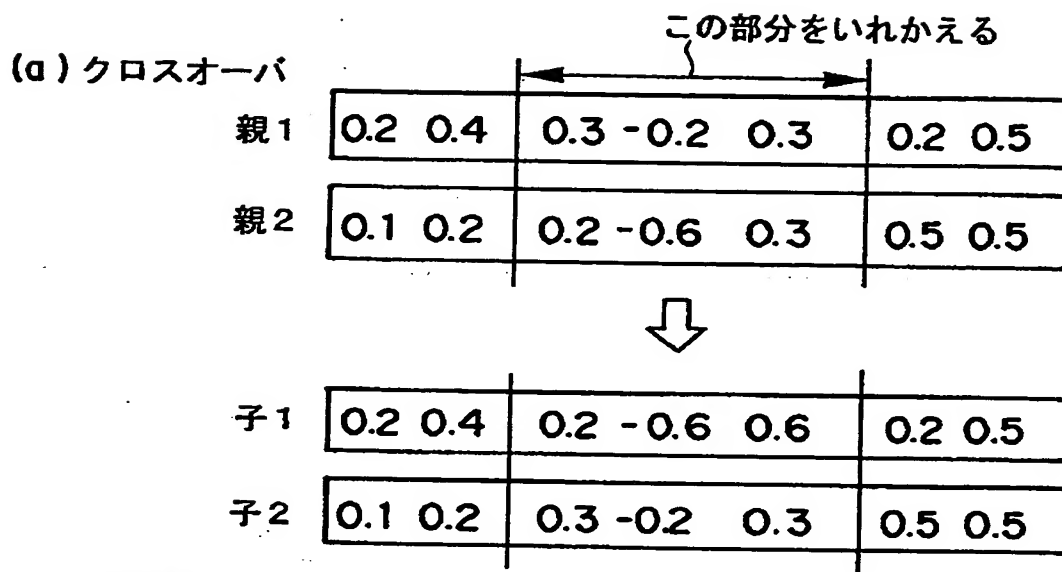 この部分をいれかえる
(a)クロスオーバ
親1 0.2 0.4 0.3 -0.2 0.3 0.2 0.5
親2 0.1 0.2 0.2 -0.6 0.3 0.5 0.5
子1 0.2 0.4 0.2 -0.6 0.6 0.2 0.5
子2 0.1 0.2 0.3 -0.2 0.3 0.5 0.5